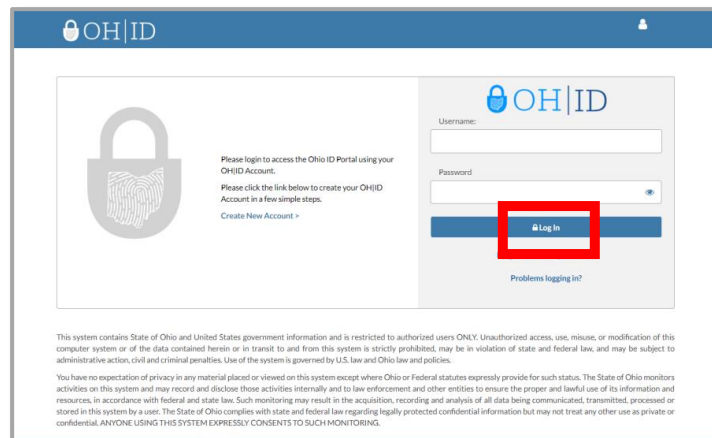 OH|ID
OH|ID
Username:
Please login to access the Ohio ID Portal using your
OH|ID Account.
Please click the link below to create your OH|ID
Account in a few simple steps.
Create New Account >
Password
Log In
Problems logging in?
This system contains State of Ohio and United States government information and is restricted to authorized users ONLY. Unauthorized access, use, misuse, or modification of this
computer system or of the data contained herein or in transit to and from this system is strictly prohibited, may be in violation of state and federal law, and may be subject to
administrative action, civil and criminal penalties. Use of the system is governed by U.S. law and Ohio law and policies.
You have no expectation of privacy in any material placed or viewed on this system except where Ohio or Federal statutes expressly provide for such status. The State of Ohio monitors
activities on this system and may record and disclose those activities internally and to law enforcement and other entities to ensure the proper and lawful use of its information and
resources, in accordance with federal and state law. Such monitoring may result in the acquisition, recording and analysis of all data being communicated, transmitted, processed or
stored in this system by a user. The State of Ohio complies with state and federal law regarding legally protected confidential information but may not treat any other use as private or
confidential. ANYONE USING THIS SYSTEM EXPRESSLY CONSENTS TO SUCH MONITORING.